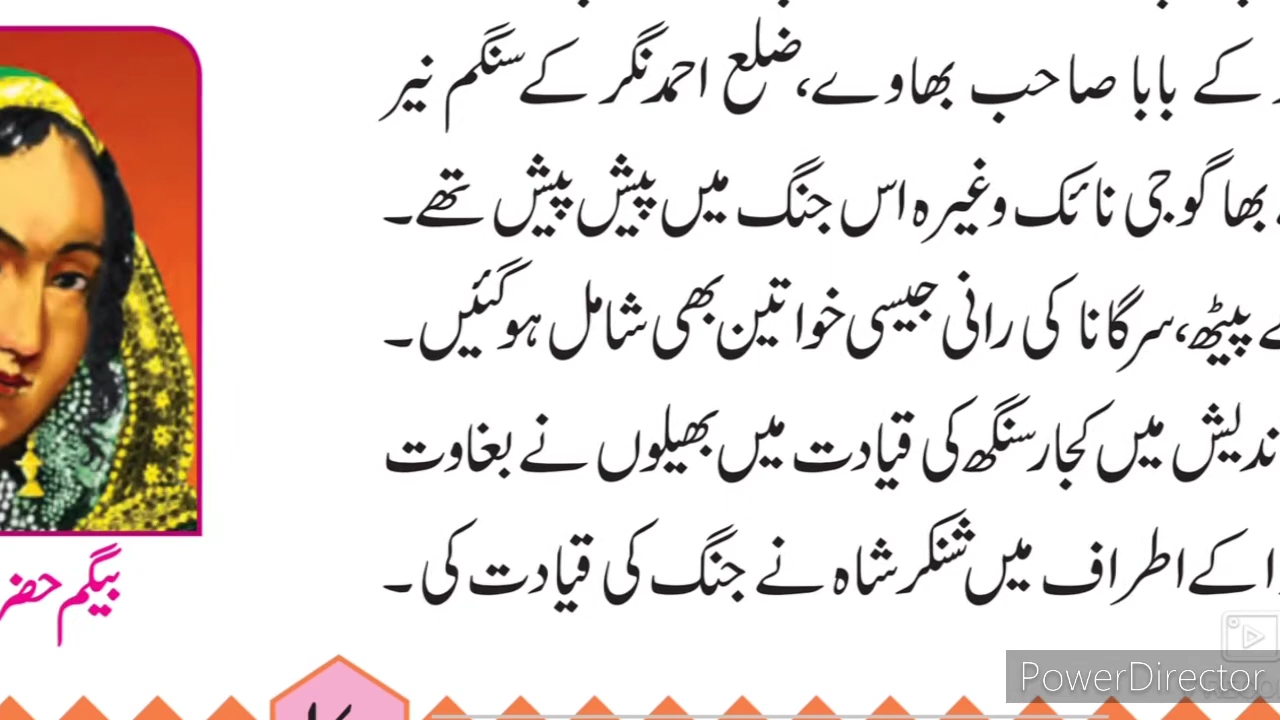 کے بابا صاحب بھاوے، ضلع احمدنگر کے سنگم نیر
بھاگوجی نائک وغیرہ اس جنگ میں پیش پیش تھے۔
پیٹھ، سرگانا کی رانی جیسی خواتین بھی شامل ہوگئیں۔
میں کجار سنگھ کی قیادت میں بھیلوں نے بغاوت
کے اطراف میں شنکر شاہ نے جنگ کی قیادت کی۔
بیگم
PowerDirector